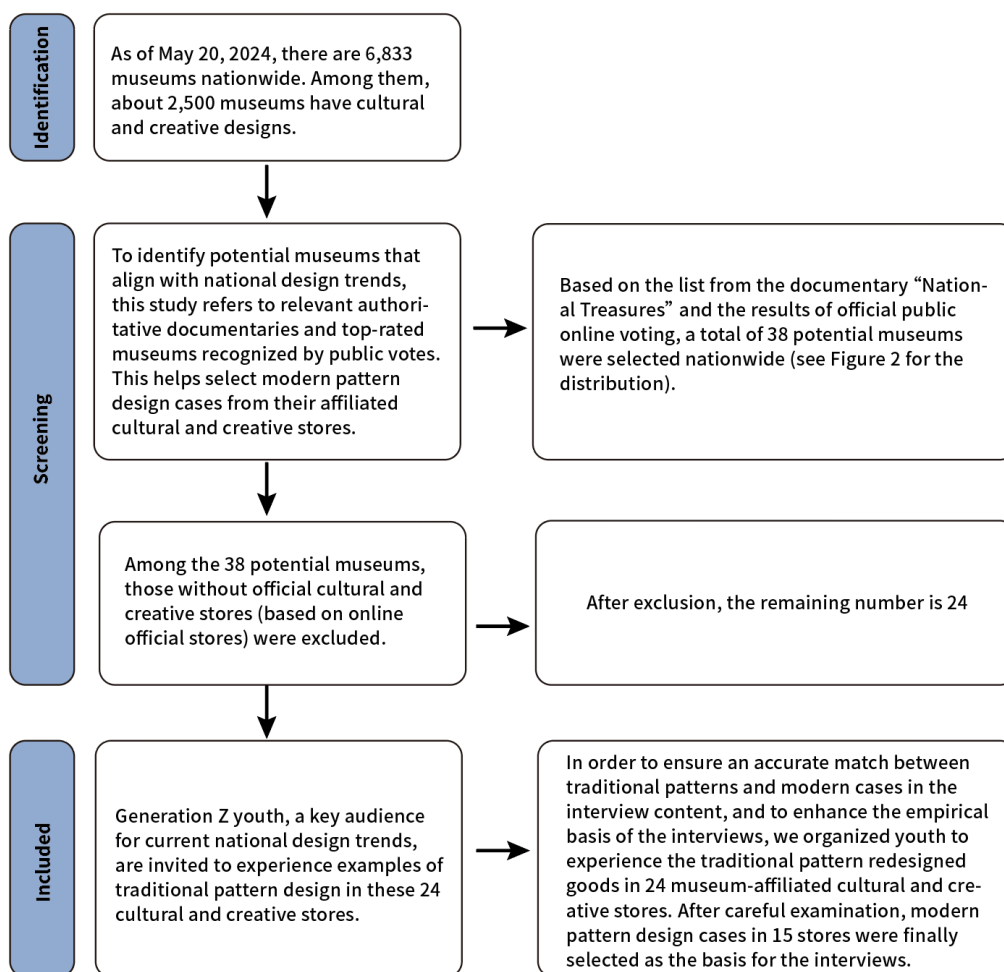 Identification
As of May 20, 2024, there are 6,833
museums nationwide. Among them,
about 2,500 museums have cultural
and creative designs.
Screening
To identify potential museums that
align with national design trends,
this study refers to relevant authori-
tative documentaries and top-rated
museums recognized by public votes.
This helps select modern pattern
design cases from their affiliated
cultural and creative stores.
Based on the list from the documentary “Nation-
al Treasures” and the results of official public
online voting, a total of 38 potential museums
were selected nationwide (see Figure 2 for the
distribution).
Among the 38 potential museums,
those without official cultural and
creative stores (based on online
official stores) were excluded.
After exclusion, the remaining number is 24
Included
Generation Z youth, a key audience
for current national design trends,
are invited to experience examples of
traditional pattern design in these 24
cultural and creative stores.
In order to ensure an accurate match between
traditional patterns and modern cases in the
interview content, and to enhance the empirical
basis of the interviews, we organized youth to
experience the traditional pattern redesigned
goods in 24 museum-affiliated cultural and cre-
ative stores. After careful examination, modern
pattern design cases in 15 stores were finally
selected as the basis for the interviews.